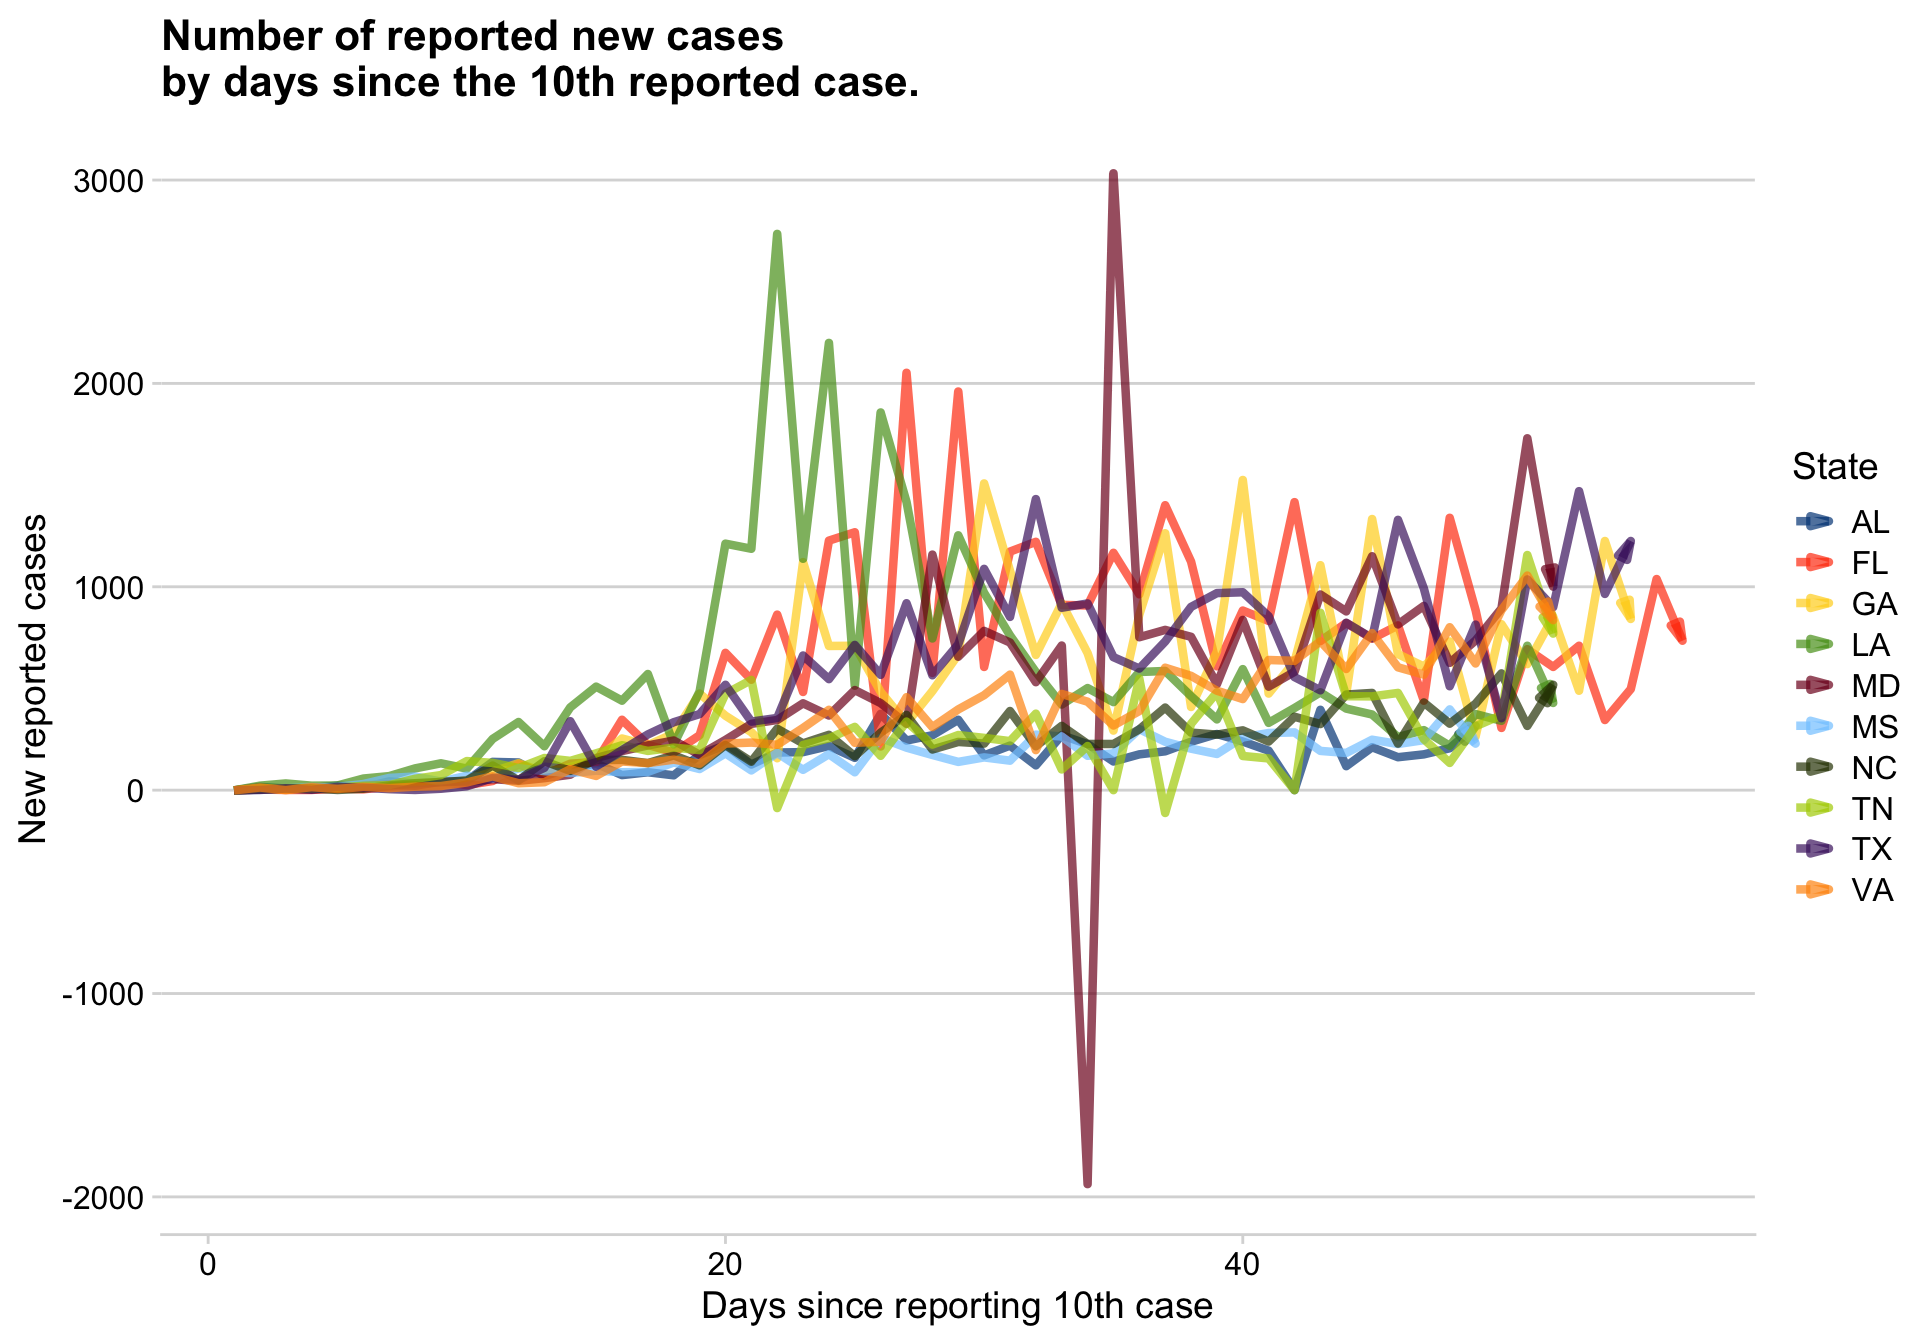 Number of reported new cases
by days since the 10th reported case.
New reported cases
3000
2000
1000
0
-1000
-2000
0
20
40
Days since reporting 10th case
State
AL
FL
GA
LA
MD
MS
NC
TN
TX
VA